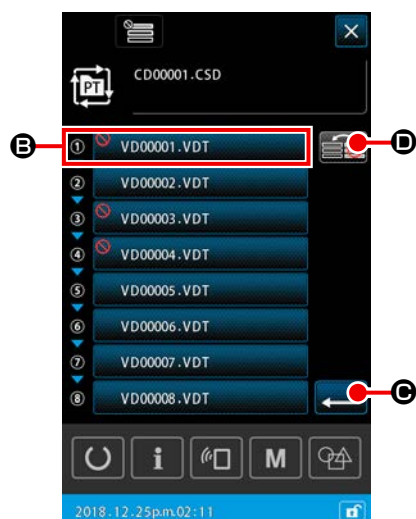 PT
CD00001.CSD
B
① VD00001.VDT
D
② VD00002.VDT
③ VD00003.VDT
④ VD00004.VDT
⑤ VD00005.VDT
⑥ VD00006.VDT
⑦ VD00007.VDT
⑧ VD00008.VDT
C
i M
2018.12.25p.m.02:11